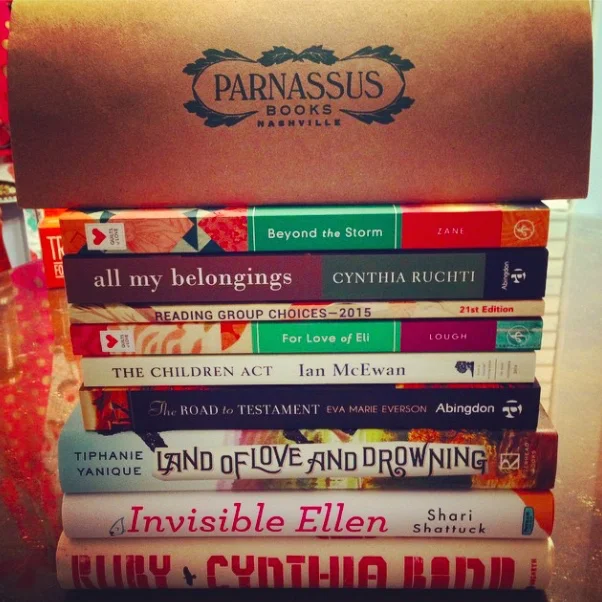 PARNASSUS
BOOKS
NASHVILLE
Beyond the Storm ZANE
all my belongings CYNTHIA RUCHTI Abingdon
READING GROUP CHOICES—2015 21st Edition
For Love of Eli LOUGH
THE CHILDREN ACT Ian McEwan
The ROAD to TESTAMENT EVA MARIE EVERSON Abingdon
TIPHANIE
YANIQUE LAND OF LOVE AND DROWNING
Invisible Ellen Shari
Shattuck
RUBY CYNTHIA BOND